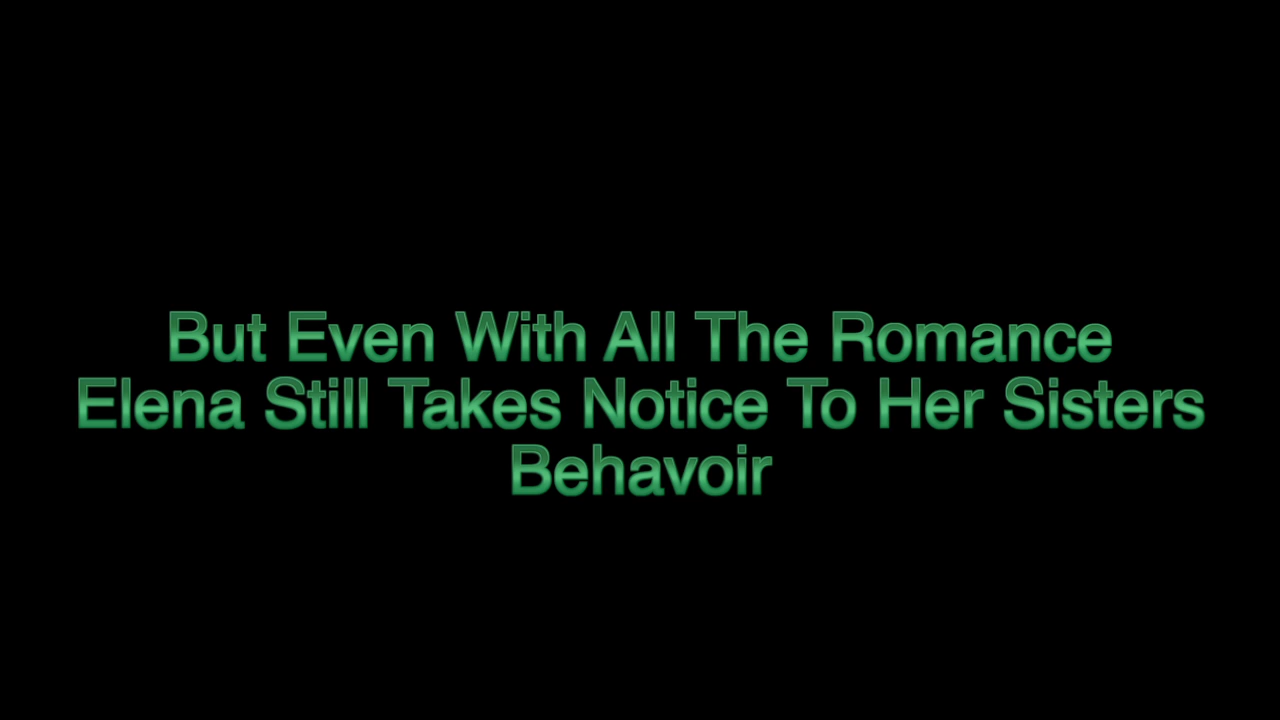 But Even With All The Romance
Elena Still Takes Notice To Her Sisters
Behavoir